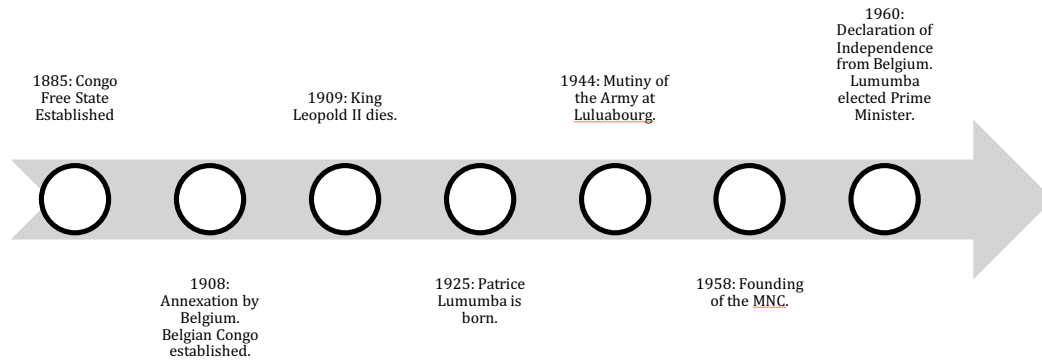 1885: Congo
Free State
Established
1908:
Annexation by
Belgium.
Belgian Congo
established.
1909: King
Leopold II dies.
1925: Patrice
Lumumba is
born.
1944: Mutiny of
the Army at
Luluabourg.
1958: Founding
of the MNC.
1960:
Declaration of
Independence
from Belgium.
Lumumba
elected Prime
Minister.